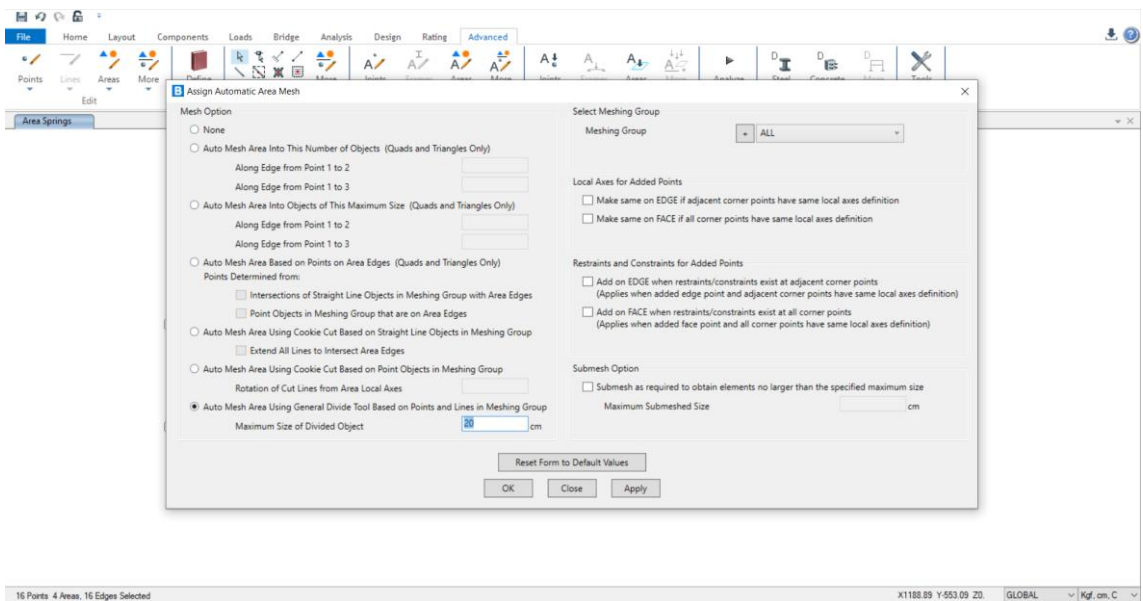 File Home Layout Components Loads Bridge Analysis Design Rating Advanced
Points Lines Areas More
Edit
Area Springs
B Assign Automatic Area Mesh
Mesh Option
None
Auto Mesh Area Into This Number of Objects (Quads and Triangles Only)
Along Edge from Point 1 to 2
Along Edge from Point 1 to 3
Auto Mesh Area Into Objects of This Maximum Size (Quads and Triangles Only)
Along Edge from Point 1 to 2
Along Edge from Point 1 to 3
Auto Mesh Area Based on Points on Area Edges (Quads and Triangles Only)
Points Determined from:
Intersections of Straight Line Objects in Meshing Group with Area Edges
Point Objects in Meshing Group that are on Area Edges
Auto Mesh Area Using Cookie Cut Based on Straight Line Objects in Meshing Group
Extend All Lines to Intersect Area Edges
Auto Mesh Area Using Cookie Cut Based on Point Objects in Meshing Group
Rotation of Cut Lines from Area Local Axes
Auto Mesh Area Using General Divide Tool Based on Points and Lines in Meshing Group
Maximum Size of Divided Object 20 cm
Select Meshing Group
Meshing Group + ALL
Local Axes for Added Points
Make same on EDGE if adjacent corner points have same local axes definition
Make same on FACE if all corner points have same local axes definition
Restraints and Constraints for Added Points
Add on EDGE when restraints/constraints exist at adjacent corner points
(Applies when added edge point and adjacent corner points have same local axes definition)
Add on FACE when restraints/constraints exist at all corner points
(Applies when added face point and all corner points have same local axes definition)
Submesh Option
Submesh as required to obtain elements no larger than the specified maximum size
Maximum Submeshed Size cm
Reset Form to Default Values
OK Close Apply
16 Points 4 Areas, 16 Edges Selected X1188.89 Y-553.09 Z0. GLOBAL Kgf, cm, C